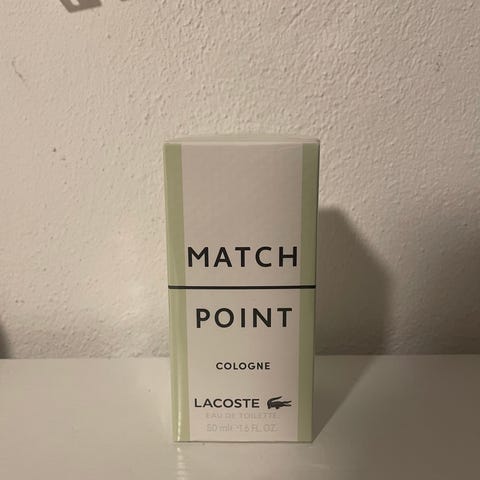 MATCH
POINT
COLOGNE
LACOSTE
EAU DE TOILETTE
50 ml℮1.6 FL.OZ.